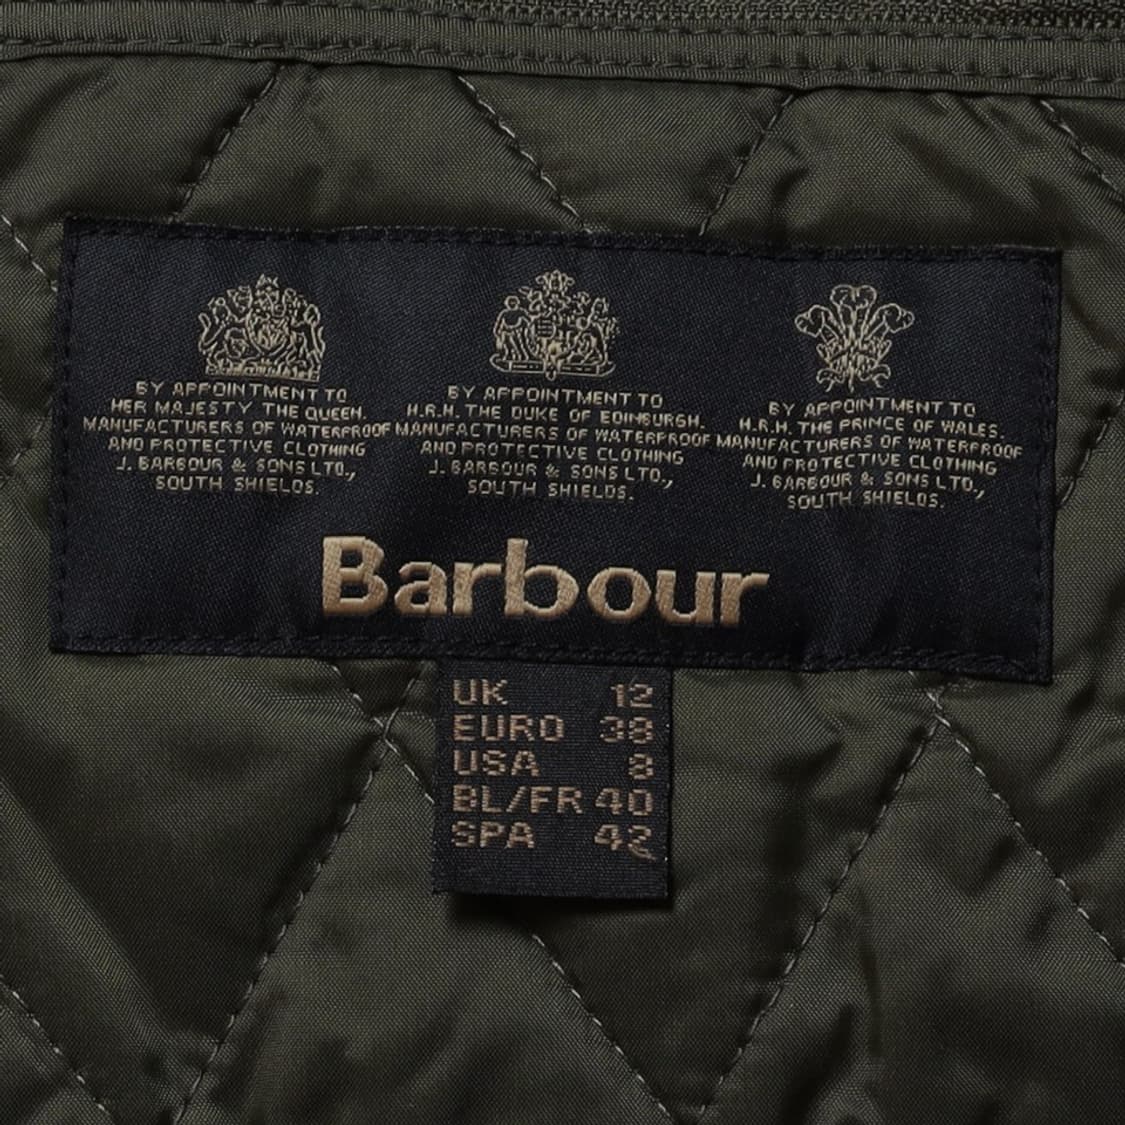 BY APPOINTMENT TO
HER MAJESTY THE QUEEN.
MANUFACTURERS OF WATERPROOF
AND PROTECTIVE CLOTHING
J. BARBOUR & SONS LTD.,
SOUTH SHIELDS.
BY APPOINTMENT TO
H.R.H. THE DUKE OF EDINBURGH.
MANUFACTURERS OF WATERPROOF
AND PROTECTIVE CLOTHING
J. BARBOUR & SONS LTD.,
SOUTH SHIELDS.
BY APPOINTMENT TO
H.R.H. THE PRINCE OF WALES.
MANUFACTURERS OF WATERPROOF
AND PROTECTIVE CLOTHING
J. BARBOUR & SONS LTD.,
SOUTH SHIELDS.
Barbour
UK 12
EURO 38
USA 8
BL/FR 40
SPA 42